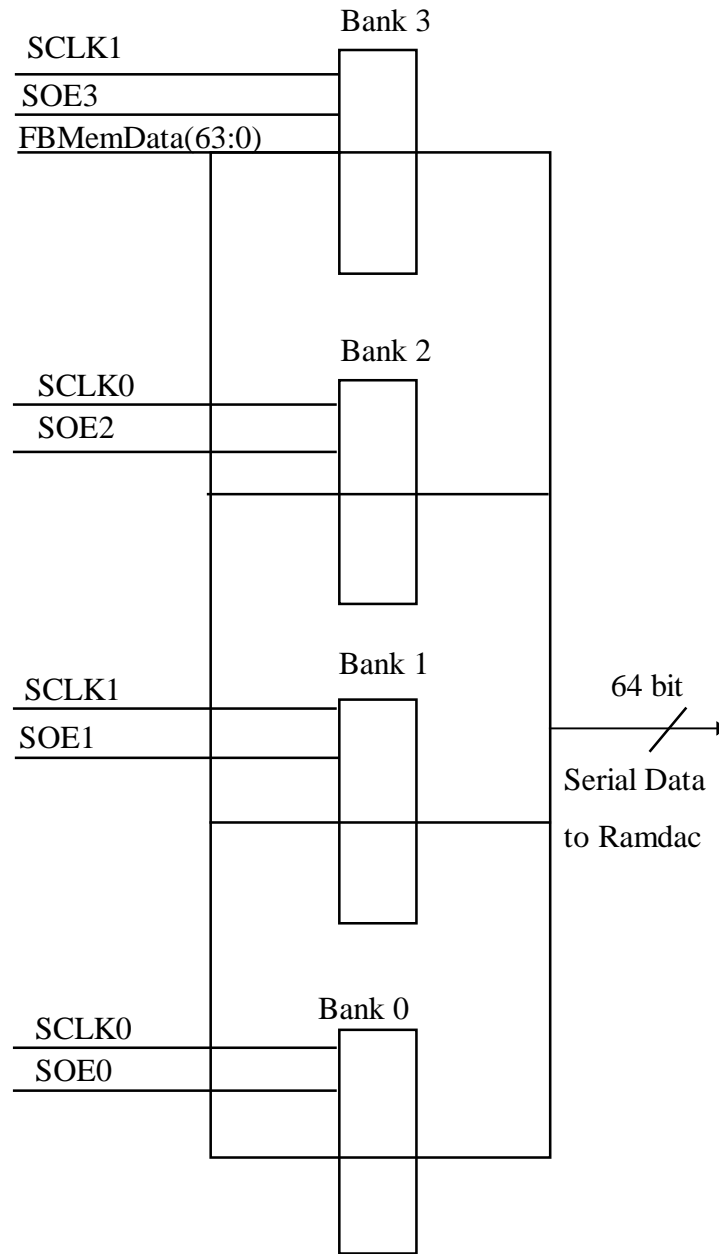 Bank 3
SCLK1
SOE3
FBMemData(63:0)
Bank 2
SCLK0
SOE2
Bank 1
SCLK1
SOE1
64 bit
Serial Data
to Ramdac
Bank 0
SCLK0
SOE0